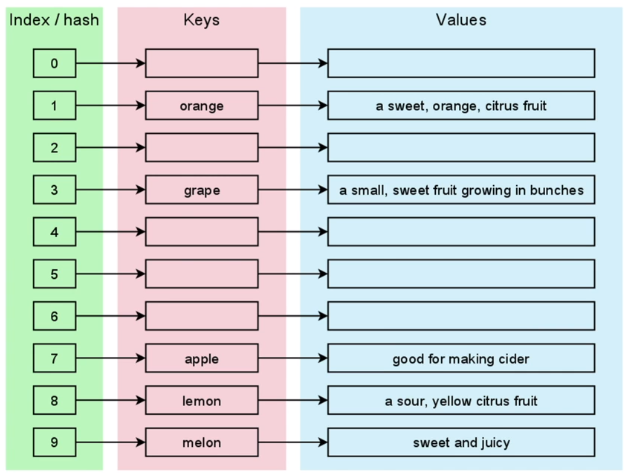 Index / hash Keys Values
0
1 orange a sweet, orange, citrus fruit
2
3 grape a small, sweet fruit growing in bunches
4
5
6
7 apple good for making cider
8 lemon a sour, yellow citrus fruit
9 melon sweet and juicy